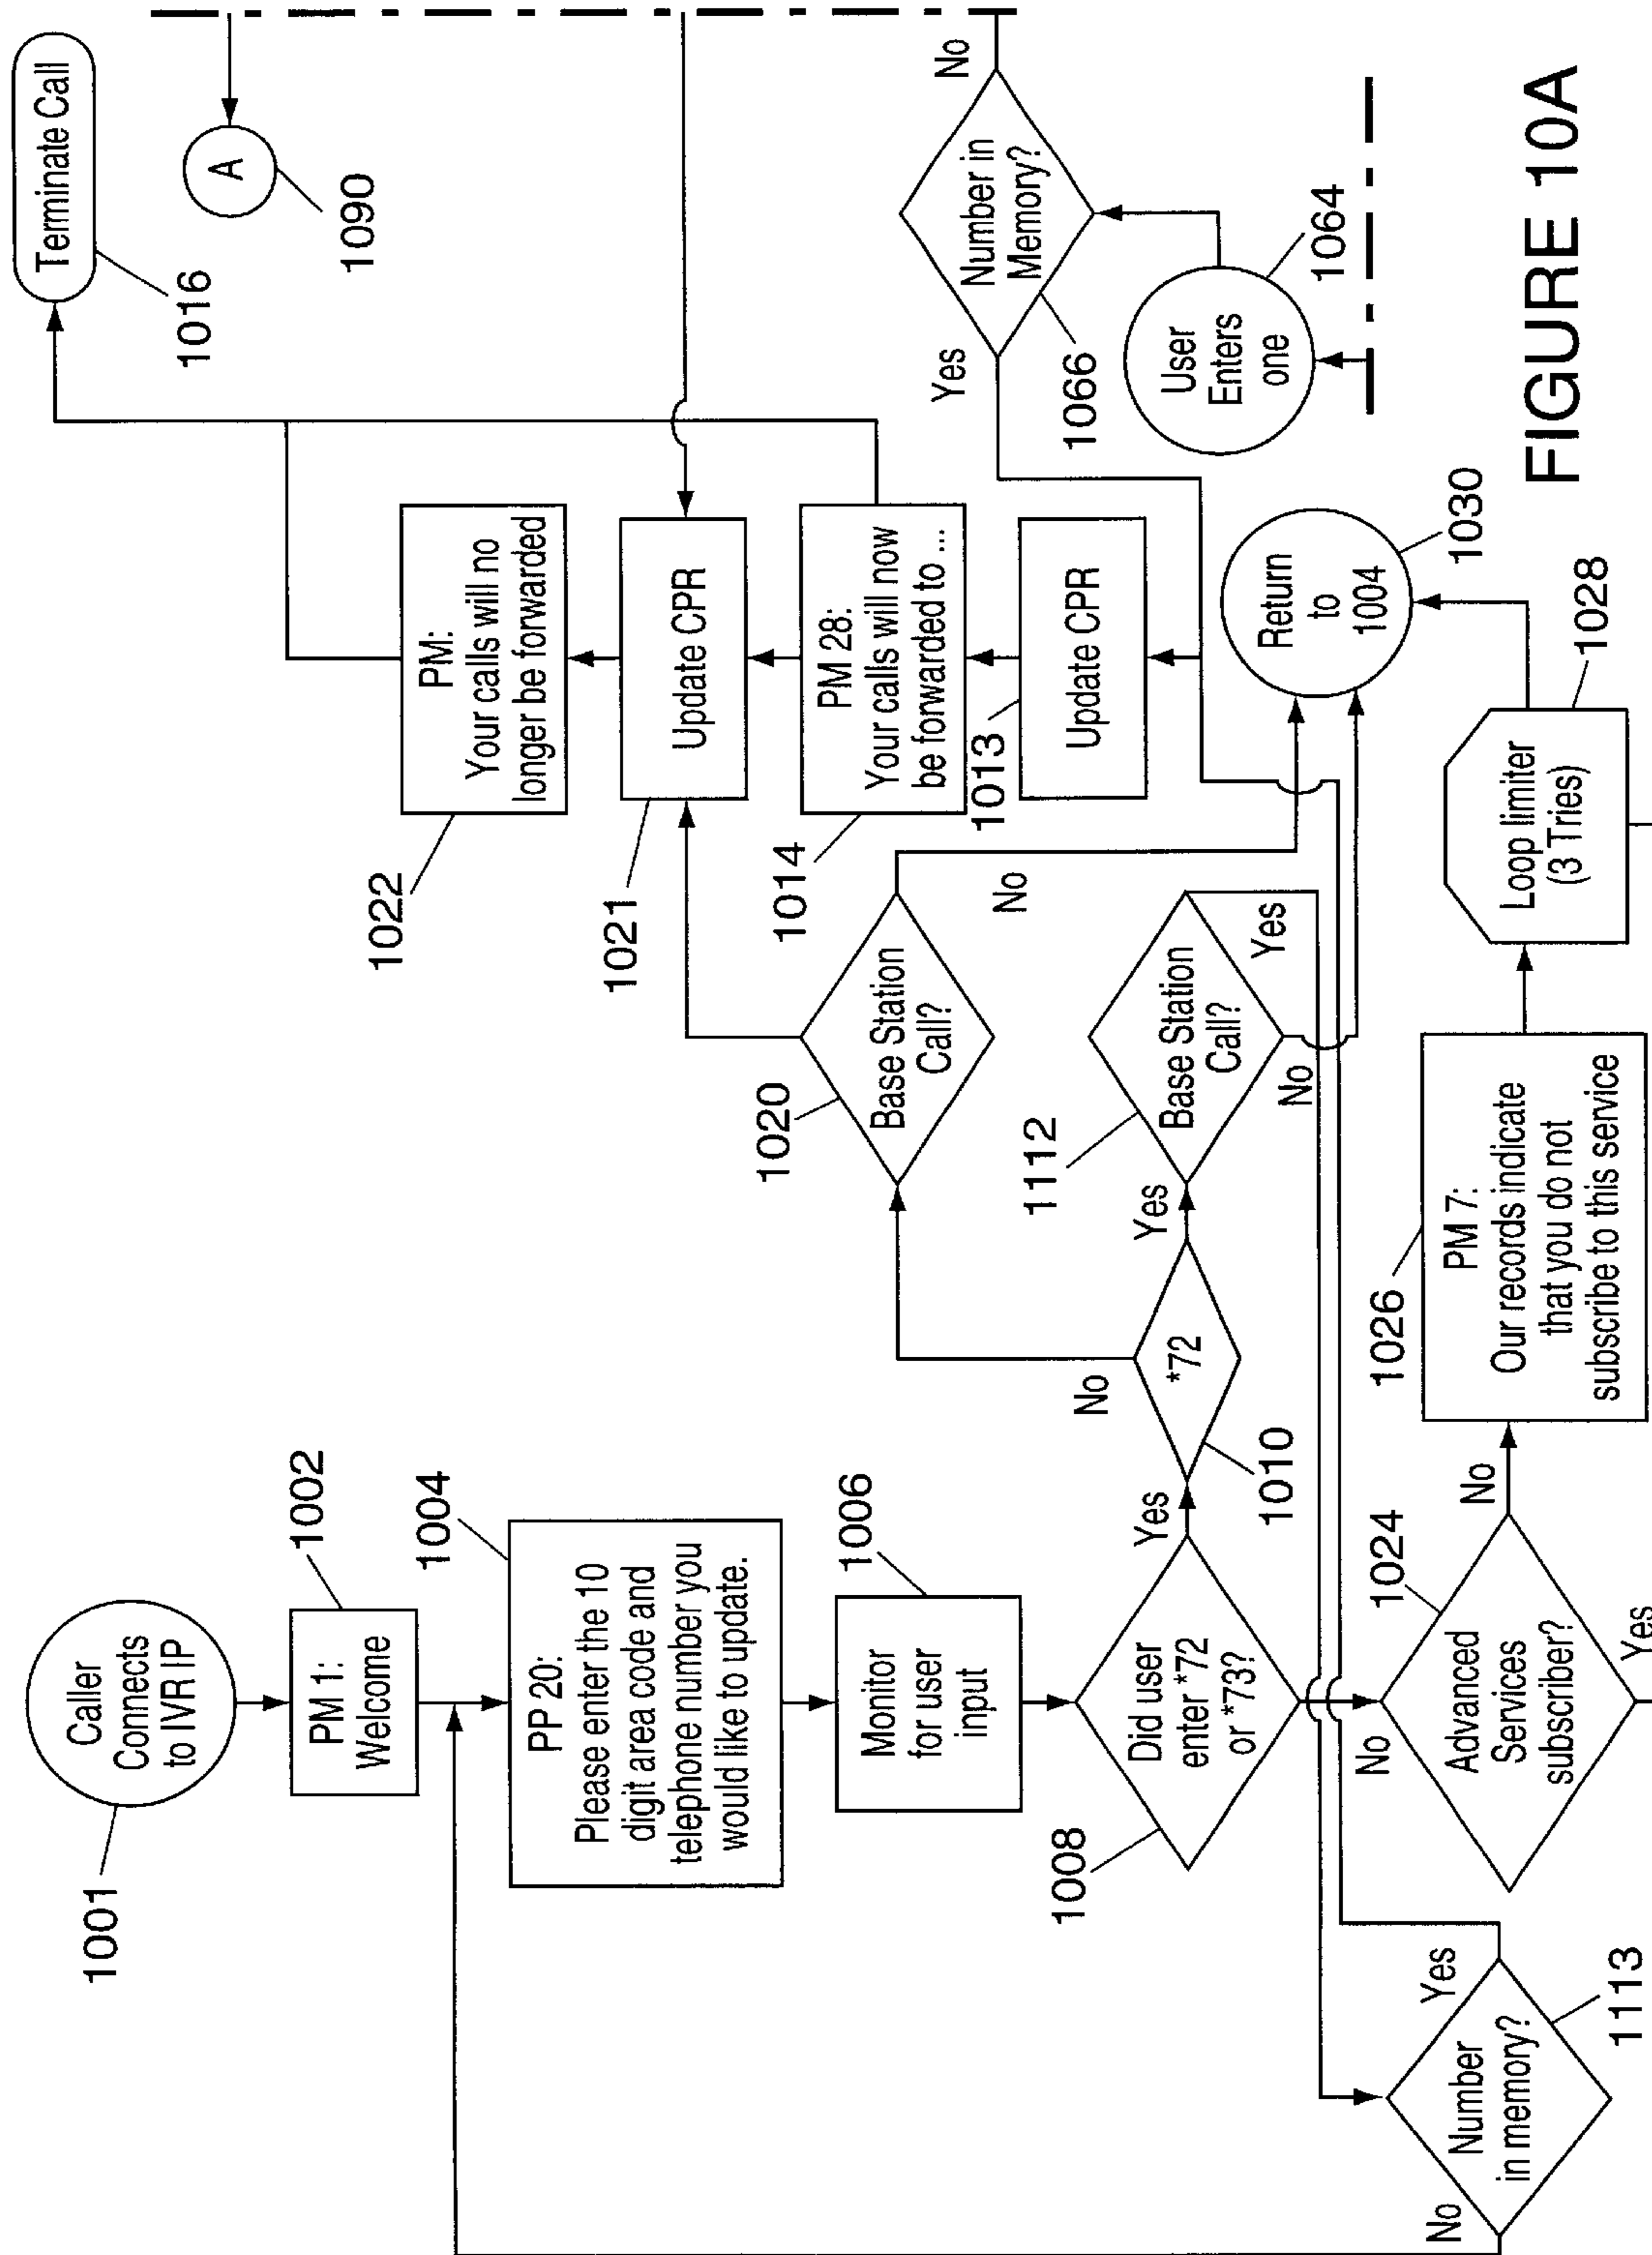 Caller
Connects
to IVR IP
1001
PM 1:
Welcome
1002
PP 20:
Please enter the 10
digit area code and
telephone number you
would like to update.
1004
Monitor
for user
input
1006
Did user
enter *72
or *73?
1008
Yes
No
*72
1010
No
Yes
Base Station
Call?
1020
No
Base Station
Call?
1112
Yes
No
Number
in memory?
1113
No
Yes
Advanced
Services
subscriber?
1024
No
Yes
PM 7:
Our records indicate
that you do not
subscribe to this service
1026
Loop limiter
(3 Tries)
1028
Return
to
1004
1030
PM:
Your calls will no
longer be forwarded
1022
Update CPR
1021
PM 28:
Your calls will now
be forwarded to ...
1014
Update CPR
1013
Terminate Call
1016
A
1090
Number in
Memory?
1066
Yes
No
User
Enters
one
1064
FIGURE 10A